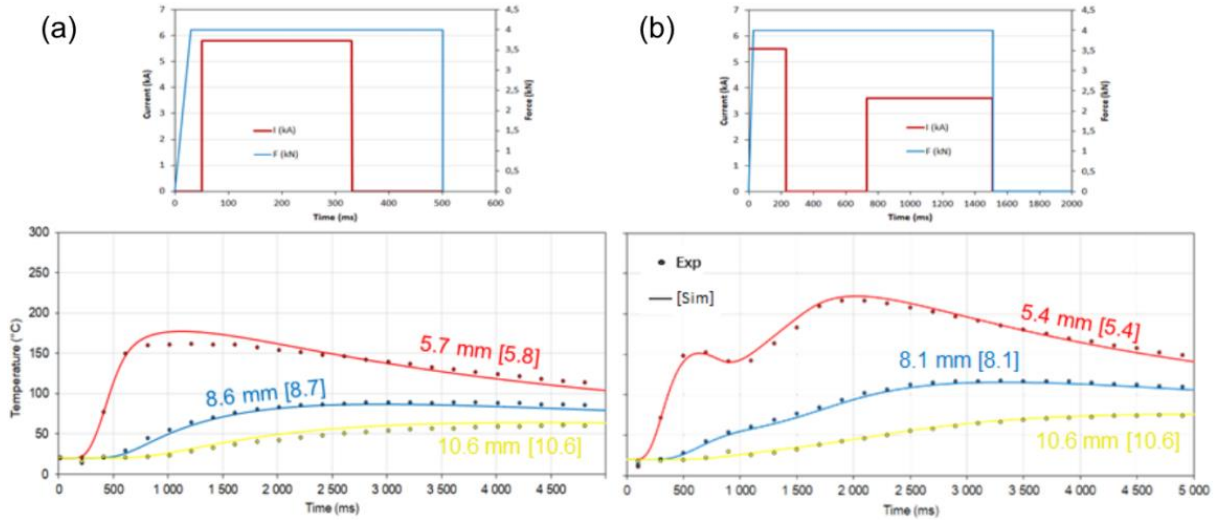 (a)
7
6
5
4
3
2
1
0
Current (kA)
4,5
4
3,5
3
2,5
2
1,5
1
0,5
0
Force (kN)
I (kA)
F (kN)
0 100 200 300 400 500 600
Time (ms)
(b)
7
6
5
4
3
2
1
0
Current (kA)
4,5
4
3,5
3
2,5
2
1,5
1
0,5
0
Force (kN)
I (kA)
F (kN)
0 200 400 600 800 1000 1200 1400 1600 1800 2000
Time (ms)
300
250
200
150
100
50
0
Temperature (°C)
5.7 mm [5.8]
8.6 mm [8.7]
10.6 mm [10.6]
0 500 1 000 1 500 2 000 2 500 3 000 3 500 4 000 4 500
Time (ms)
Exp
[Sim]
5.4 mm [5.4]
8.1 mm [8.1]
10.6 mm [10.6]
0 500 1 000 1 500 2 000 2 500 3 000 3 500 4 000 4 500 5 000
Time (ms)